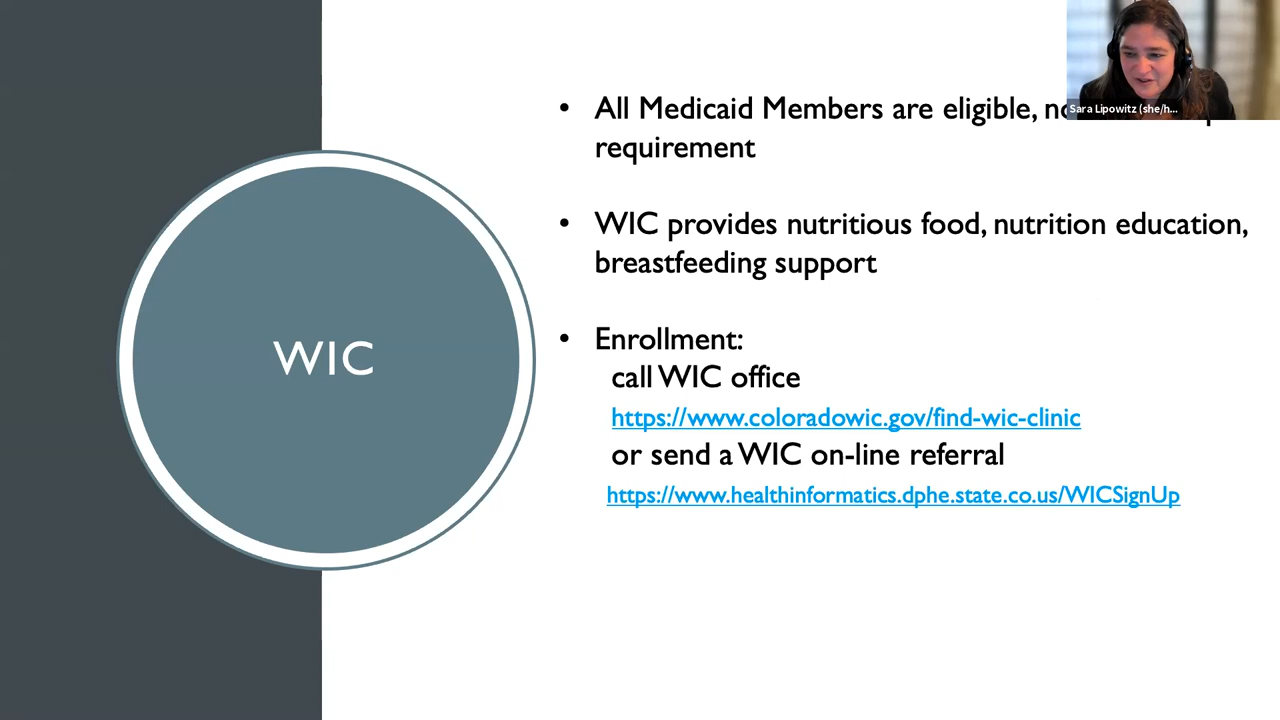 WIC
• All Medicaid Members are eligible,
requirement
• WIC provides nutritious food, nutrition education,
breastfeeding support
• Enrollment:
call WIC office
https://www.coloradowic.gov/find-wic-clinic
or send a WIC on-line referral
https://www.healthinformatics.dphe.state.co.us/WICSignUp
Sara Lipowitz (she/h...